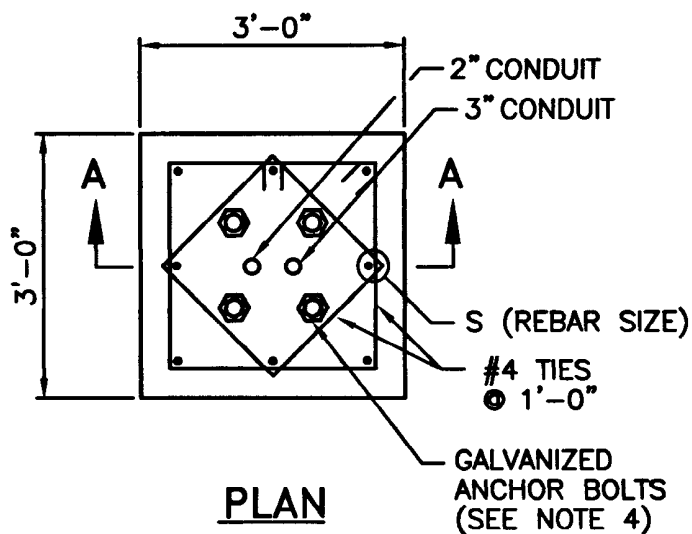 3'-0"
2" CONDUIT
3" CONDUIT
A
A
3'-0"
S (REBAR SIZE)
#4 TIES
@ 1'-0"
GALVANIZED
ANCHOR BOLTS
(SEE NOTE 4)
PLAN